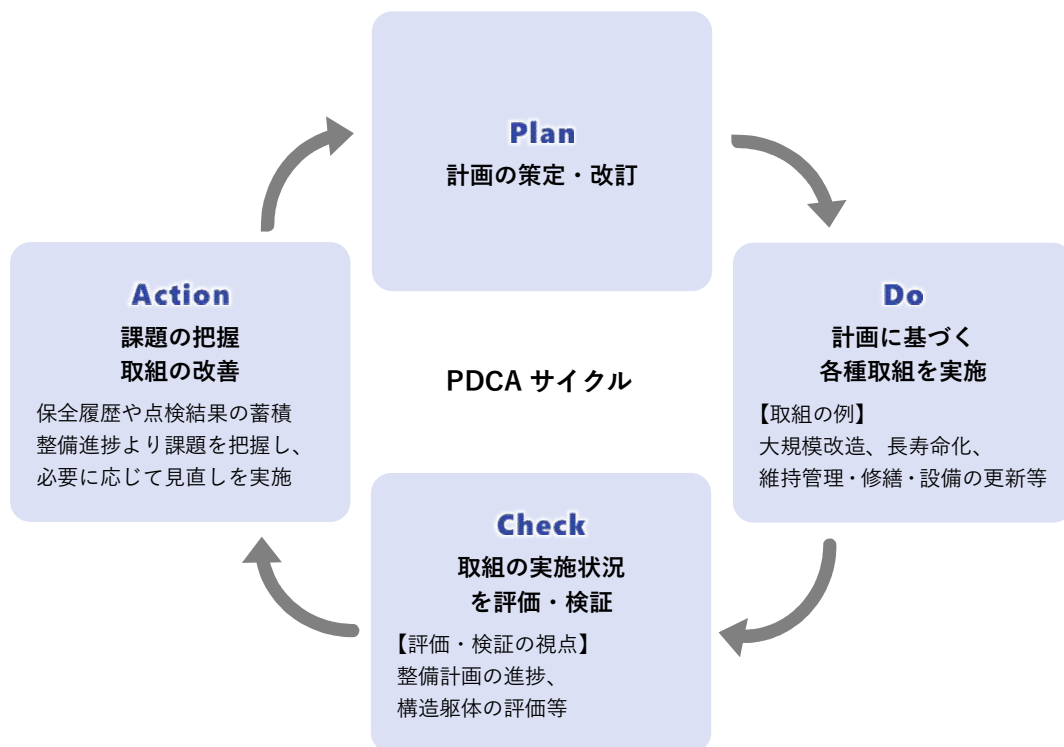 Plan
計画の策定・改訂
Do
計画に基づく
各種取組を実施
【取組の例】
大規模改造、長寿命化、
維持管理・修繕・設備の更新等
Check
取組の実施状況
を評価・検証
【評価・検証の視点】
整備計画の進捗、
構造躯体の評価等
Action
課題の把握
取組の改善
保全履歴や点検結果の蓄積
整備進捗より課題を把握し、
必要に応じて見直しを実施
PDCA サイクル